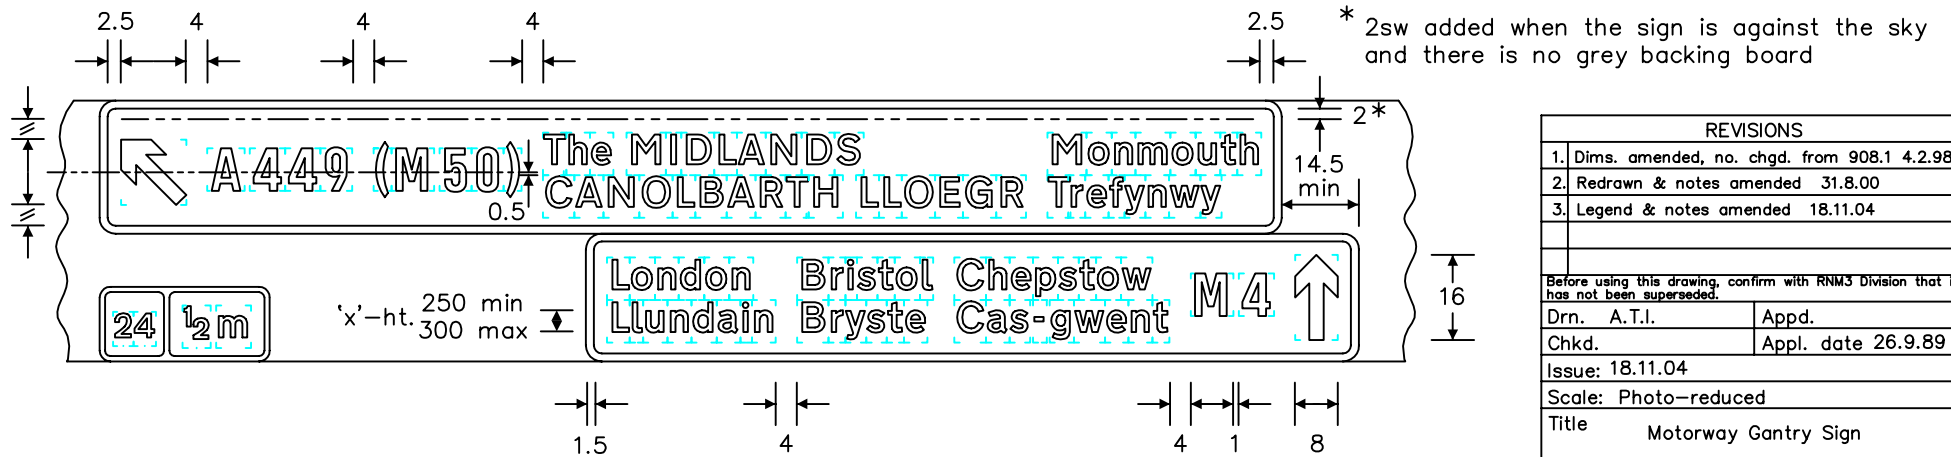 2.5 4 4 4 2.5
* 2sw added when the sign is against the sky
and there is no grey backing board
2*
A449 (M50) The MIDLANDS Monmouth
CANOLBARTH LLOEGR Trefynwy
0.5
14.5
min
London Bristol Chepstow M4
Llundain Bryste Cas-gwent
16
24 ½m
'x'-ht. 250 min
300 max
1.5 4 4 1 8
REVISIONS
1. Dims. amended, no. chgd. from 908.1 4.2.98
2. Redrawn & notes amended 31.8.00
3. Legend & notes amended 18.11.04
Before using this drawing, confirm with RNM3 Division that i
has not been superseded.
Drn. A.T.I. Appd.
Chkd. Appl. date 26.9.89
Issue: 18.11.04
Scale: Photo-reduced
Title Motorway Gantry Sign